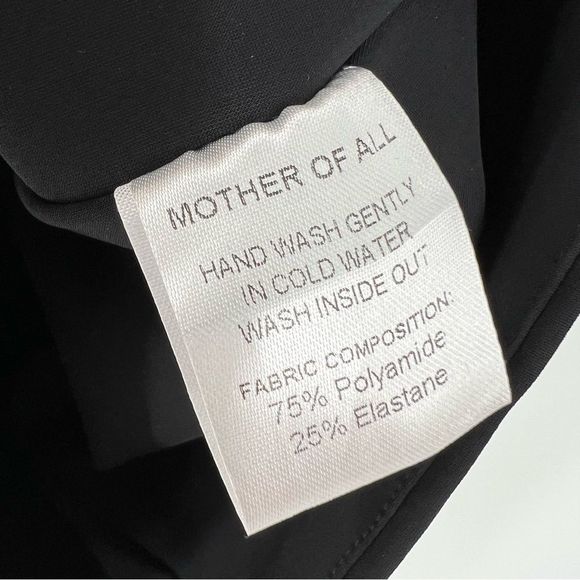 MOTHER OF ALL
HAND WASH GENTLY
IN COLD WATER
WASH INSIDE OUT
FABRIC COMPOSITION:
75% Polyamide
25% Elastane